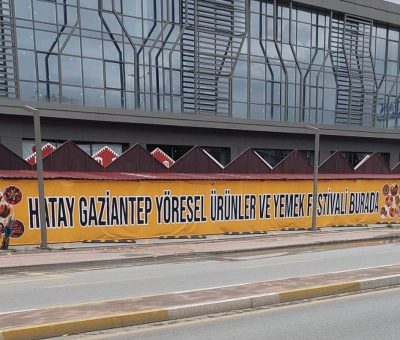 HATAY GAZİANTEP YÖRESEL ÜRÜNLER VE YEMEK FESTİVALİ BURADA